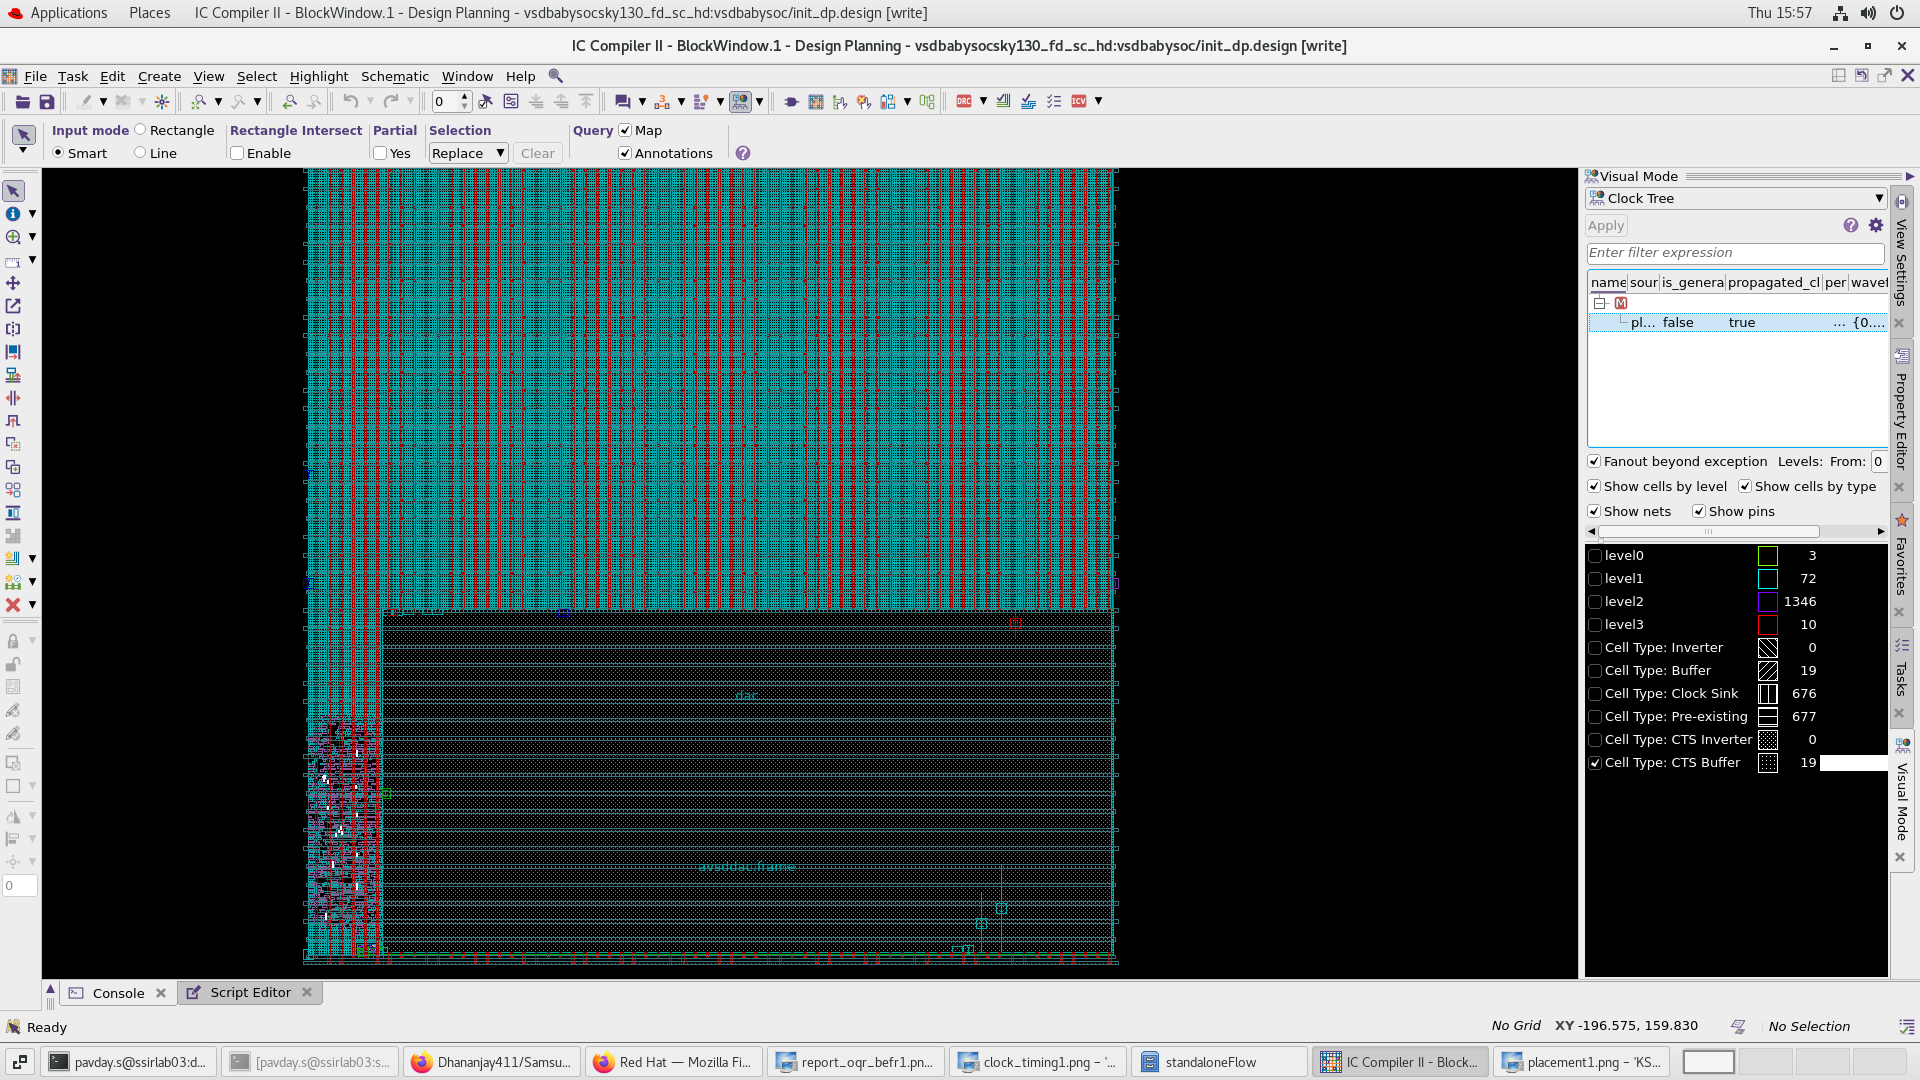 Applications Places IC Compiler II - BlockWindow.1 - Design Planning - vsdbabysocsky130_fd_sc_hd:vsdbabysoc/init_dp.design [write] Thu 15:57
IC Compiler II - BlockWindow.1 - Design Planning - vsdbabysocsky130_fd_sc_hd:vsdbabysoc/init_dp.design [write]
File Task Edit Create View Select Highlight Schematic Window Help
0 DRC ICV
Input mode Rectangle Rectangle Intersect Partial Selection Query Map
Smart Line Enable Yes Replace Clear Annotations
Visual Mode
Clock Tree
Apply
Enter filter expression
name sour is_genera propagated_cl per wavef
M
pl... false true ... {0....
Fanout beyond exception Levels: From: 0
Show cells by level Show cells by type
Show nets Show pins
level0 3
level1 72
level2 1346
level3 10
Cell Type: Inverter 0
Cell Type: Buffer 19
Cell Type: Clock Sink 676
Cell Type: Pre-existing 677
Cell Type: CTS Inverter 0
Cell Type: CTS Buffer 19
View Settings
Property Editor
Favorites
Tasks
Visual Mode
dac
avsddac.frame
0
Console Script Editor
Ready No Grid XY -196.575, 159.830 No Selection
pavday.s@ssirlab03:d... [pavday.s@ssirlab03:s... Dhananjay411/Samsu... Red Hat — Mozilla Fi... report_oqr_befr1.pn... clock_timing1.png – '... standaloneFlow IC Compiler II - Block... placement1.png – 'KS...